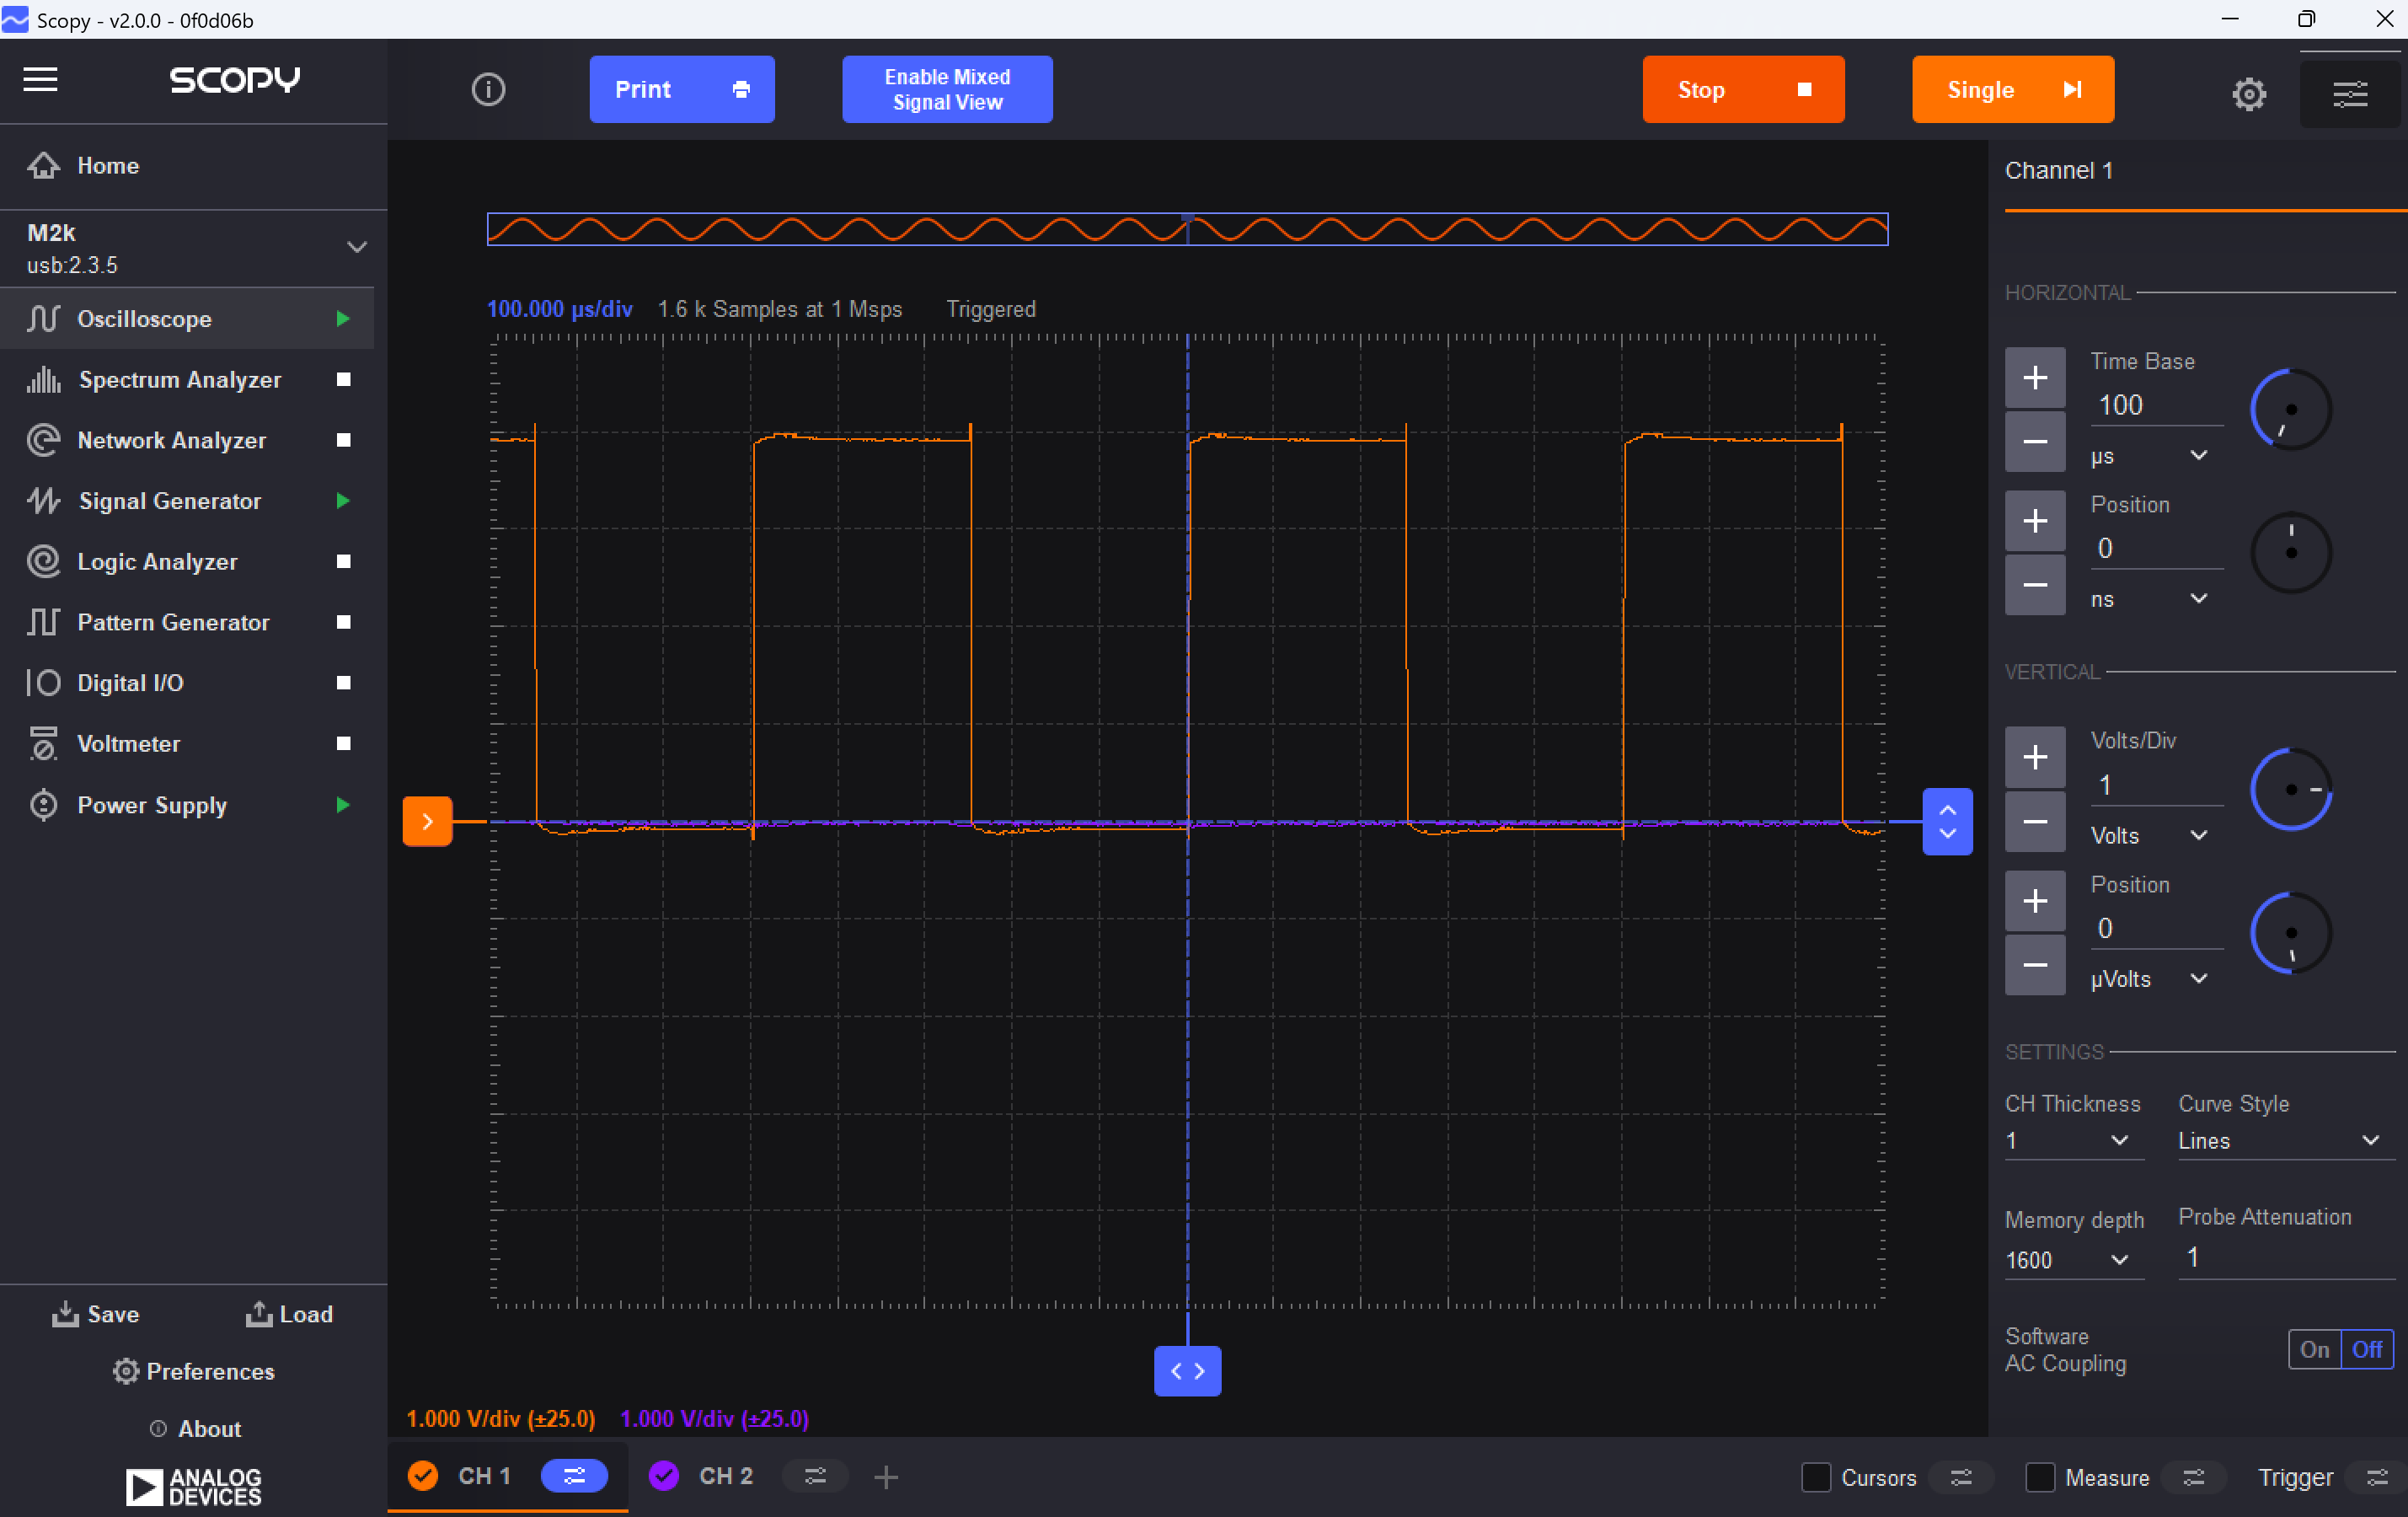 Scopy - v2.0.0 - 0f0d06b
SCOPY
Print
Enable Mixed
Signal View
Stop
Single
Home
M2k
usb:2.3.5
Oscilloscope
Spectrum Analyzer
Network Analyzer
Signal Generator
Logic Analyzer
Pattern Generator
Digital I/O
Voltmeter
Power Supply
Save
Load
Preferences
About
ANALOG
DEVICES
100.000 µs/div 1.6 k Samples at 1 Msps Triggered
1.000 V/div (±25.0) 1.000 V/div (±25.0)
CH 1
CH 2
Cursors
Measure
Trigger
Channel 1
HORIZONTAL
Time Base
100
µs
Position
0
ns
VERTICAL
Volts/Div
1
Volts
Position
0
µVolts
SETTINGS
CH Thickness
1
Curve Style
Lines
Memory depth
1600
Probe Attenuation
1
Software
AC Coupling
On Off